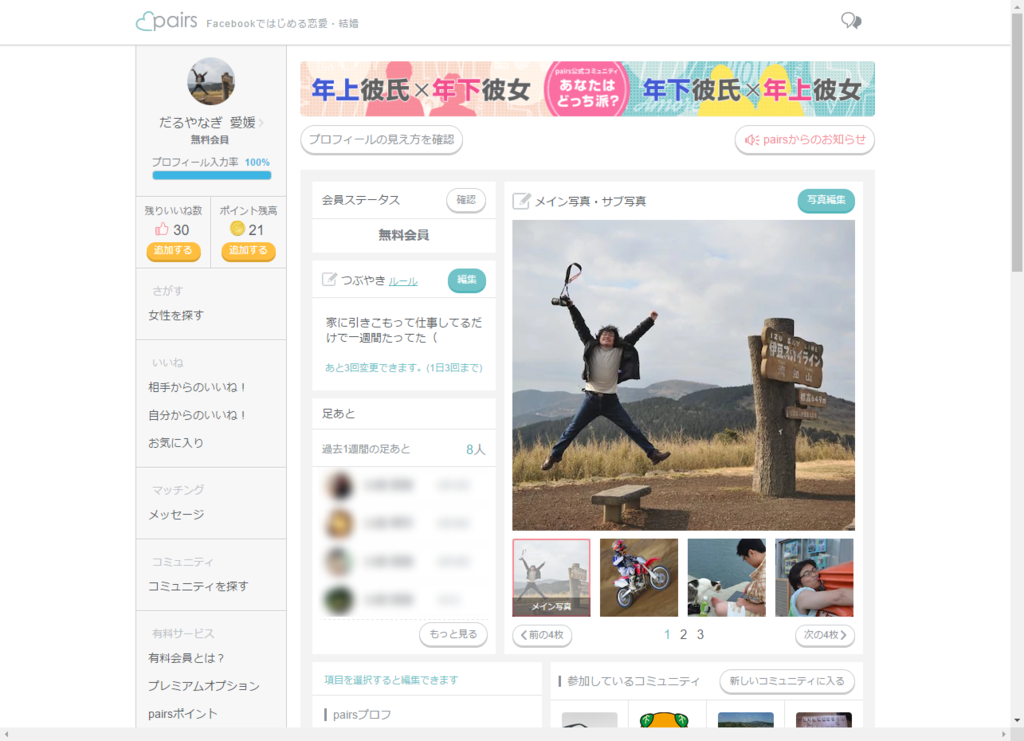 pairs Facebookではじめる恋愛・結婚
だるやなぎ 愛媛
無料会員
プロフィール入力率 100%
残りいいね数
30
追加する
ポイント残高
21
追加する
さがす
女性を探す
いいね
相手からのいいね！
自分からのいいね！
お気に入り
マッチング
メッセージ
コミュニティ
コミュニティを探す
有料サービス
有料会員とは？
プレミアムオプション
pairsポイント
年上彼氏×年下彼女
pairs公式コミュニティ
あなたは
どっち派?
年下彼氏×年上彼女
プロフィールの見え方を確認
pairsからのお知らせ
会員ステータス 確認
無料会員
つぶやき ルール 編集
家に引きこもって仕事してるだ
けで一週間たってた（
あと3回変更できます。(1日3回まで)
足あと
過去1週間の足あと 8人
もっと見る
メイン写真・サブ写真 写真編集
伊豆スカイライン
メイン写真
前の4枚 1 2 3 次の4枚
項目を選択すると編集できます
pairsプロフ
参加しているコミュニティ 新しいコミュニティに入る